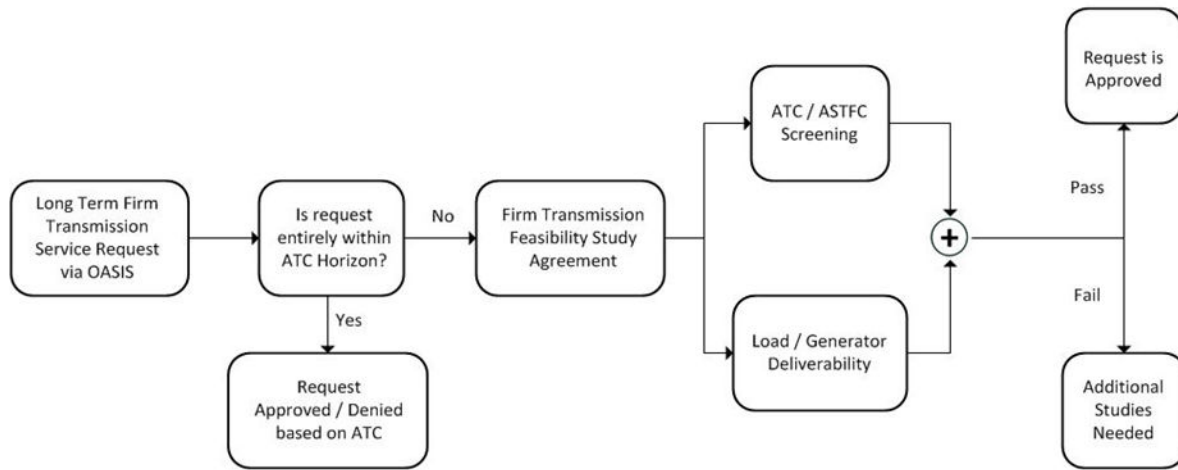 Long Term Firm
Transmission
Service Request
via OASIS
Is request
entirely within
ATC Horizon?
No
Yes
Request
Approved / Denied
based on ATC
Firm Transmission
Feasibility Study
Agreement
ATC / ASTFC
Screening
Load / Generator
Deliverability
+
Pass
Fail
Request is
Approved
Additional
Studies
Needed